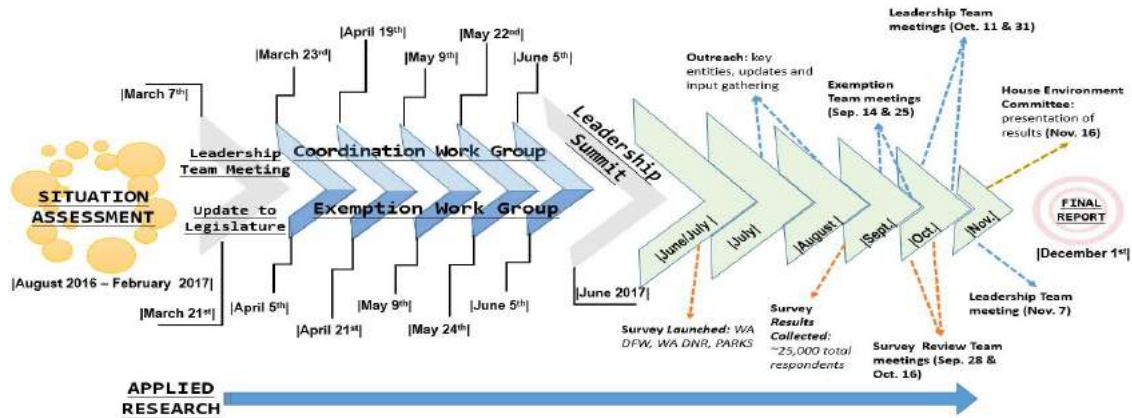 SITUATION
ASSESSMENT
|August 2016 – February 2017|
|March 7ᵗʰ|
Leadership
Team Meeting
Update to
Legislature
|March 21ˢᵗ|
|March 23ʳᵈ|
|April 19ᵗʰ|
|May 9ᵗʰ|
|May 22ⁿᵈ|
|June 5ᵗʰ|
Coordination Work Group
Exemption Work Group
|April 5ᵗʰ|
|April 21ˢᵗ|
|May 9ᵗʰ|
|May 24ᵗʰ|
|June 5ᵗʰ|
Leadership
Summit
|June 2017|
|June/July|
|July|
|August|
|Sept.|
|Oct.|
|Nov.|
Outreach: key
entities, updates and
input gathering
Exemption
Team meetings
(Sep. 14 & 25)
Leadership Team
meetings (Oct. 11 & 31)
House Environment
Committee:
presentation of
results (Nov. 16)
Survey Launched: WA
DFW, WA DNR, PARKS
Survey
Results
Collected:
~25,000 total
respondents
Survey Review Team
meetings (Sep. 28 &
Oct. 16)
Leadership Team
meeting (Nov. 7)
FINAL
REPORT
|December 1ˢᵗ|
APPLIED
RESEARCH